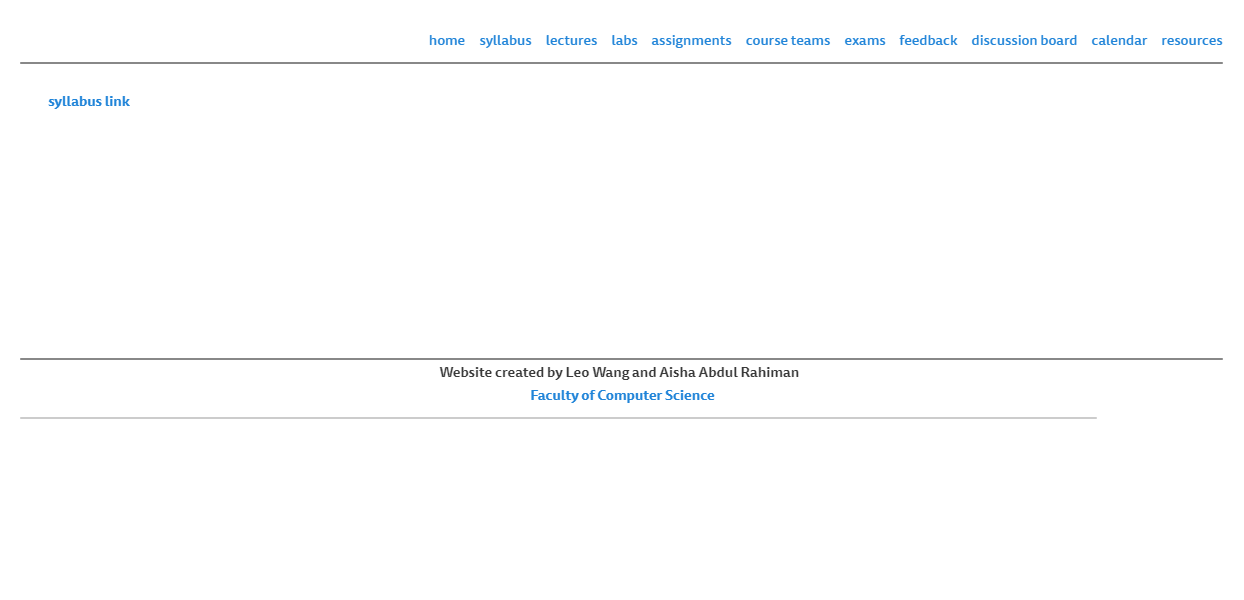 home syllabus lectures labs assignments course teams exams feedback discussion board calendar resources
syllabus link
Website created by Leo Wang and Aisha Abdul Rahiman
Faculty of Computer Science